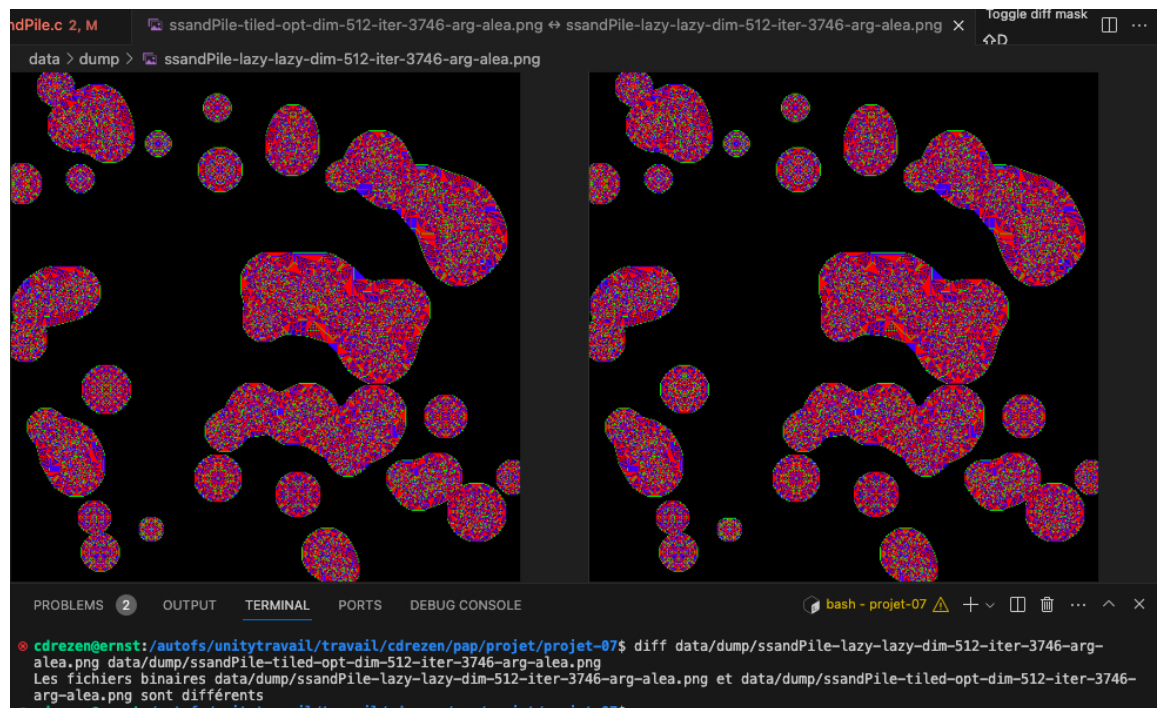 ndPile.c 2, M
ssandPile-tiled-opt-dim-512-iter-3746-arg-alea.png ↔ ssandPile-lazy-lazy-dim-512-iter-3746-arg-alea.png ×
Toggle diff mask
⇧D
data > dump > ssandPile-lazy-lazy-dim-512-iter-3746-arg-alea.png
PROBLEMS 2 OUTPUT TERMINAL PORTS DEBUG CONSOLE bash - projet-07
cdrezen@ernst:/autofs/unitytravail/travail/cdrezen/pap/projet/projet-07$ diff data/dump/ssandPile-lazy-lazy-dim-512-iter-3746-arg-
alea.png data/dump/ssandPile-tiled-opt-dim-512-iter-3746-arg-alea.png
Les fichiers binaires data/dump/ssandPile-lazy-lazy-dim-512-iter-3746-arg-alea.png et data/dump/ssandPile-tiled-opt-dim-512-iter-3746-
arg-alea.png sont différents